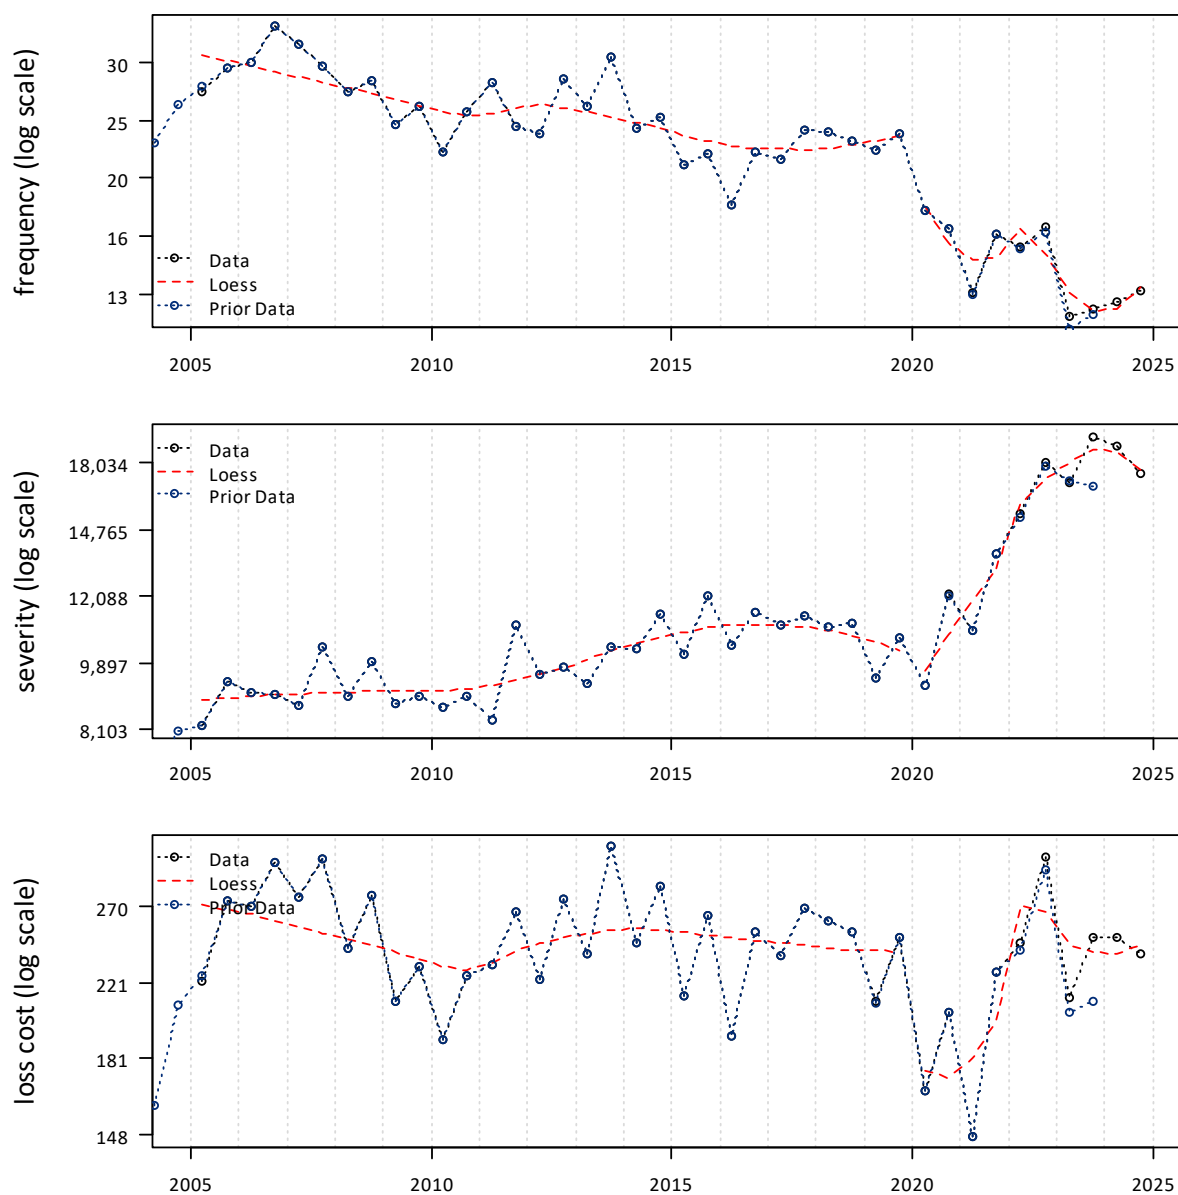 frequency (log scale)
30
25
20
16
13
Data
Loess
Prior Data
2005
2010
2015
2020
2025
severity (log scale)
18,034
14,765
12,088
9,897
8,103
Data
Loess
Prior Data
2005
2010
2015
2020
2025
loss cost (log scale)
270
221
181
148
Data
Loess
Prior Data
2005
2010
2015
2020
2025